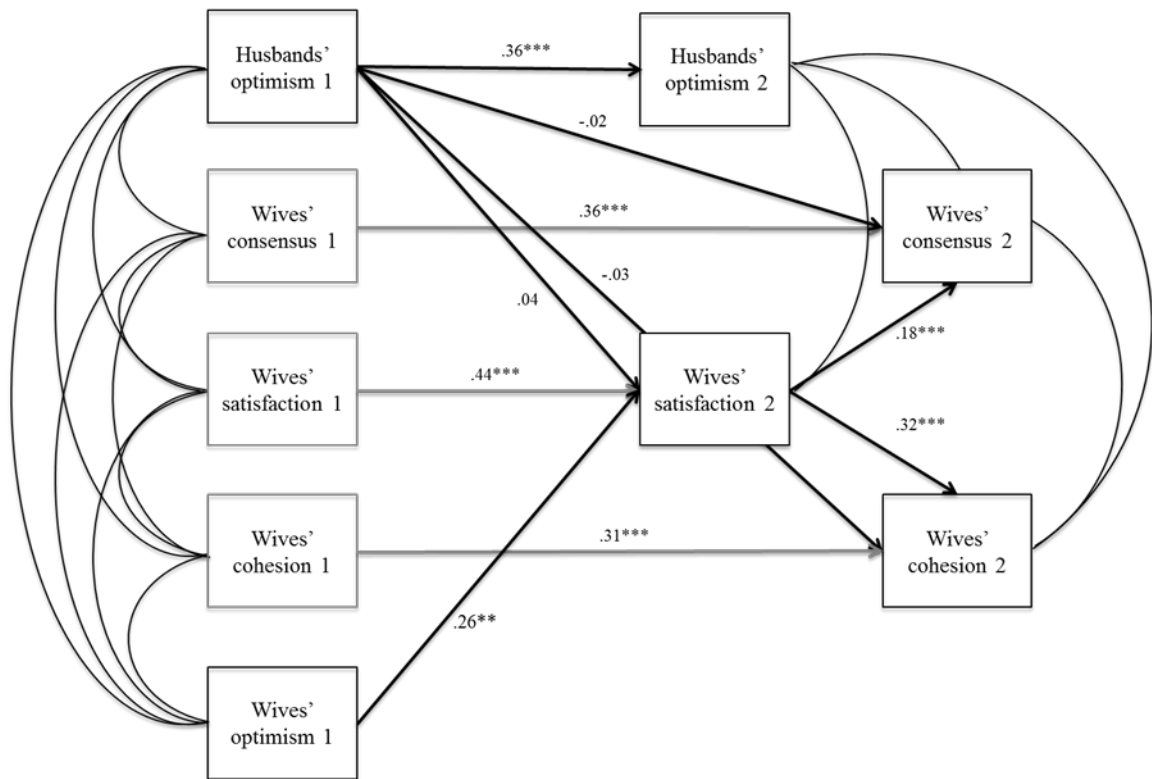 Husbands'
optimism 1
.36***
Husbands'
optimism 2
-.02
Wives'
consensus 1
.36***
Wives'
consensus 2
-.03
.04
Wives'
satisfaction 1
.44***
Wives'
satisfaction 2
.18***
.32***
Wives'
cohesion 1
.31***
Wives'
cohesion 2
.26**
Wives'
optimism 1